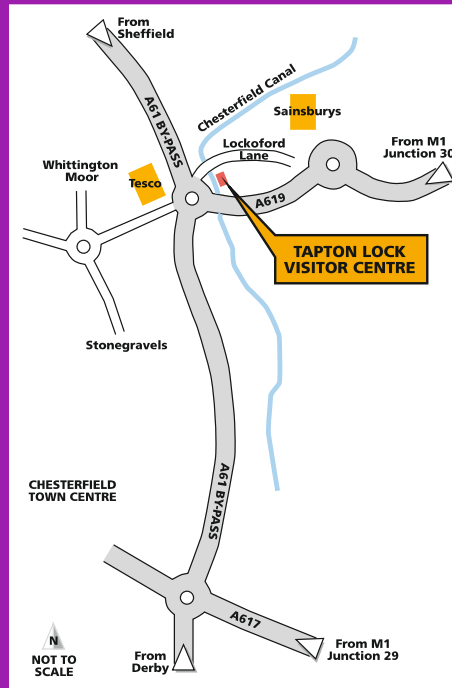 From
Sheffield
A61 BY-PASS
Chesterfield Canal
Sainsburys
Lockoford
Lane
From M1
Junction 30
Whittington
Moor
Tesco
A619
TAPTON LOCK
VISITOR CENTRE
Stonegravels
CHESTERFIELD
TOWN CENTRE
A61 BY-PASS
A617
N
NOT TO
SCALE
From
Derby
From M1
Junction 29